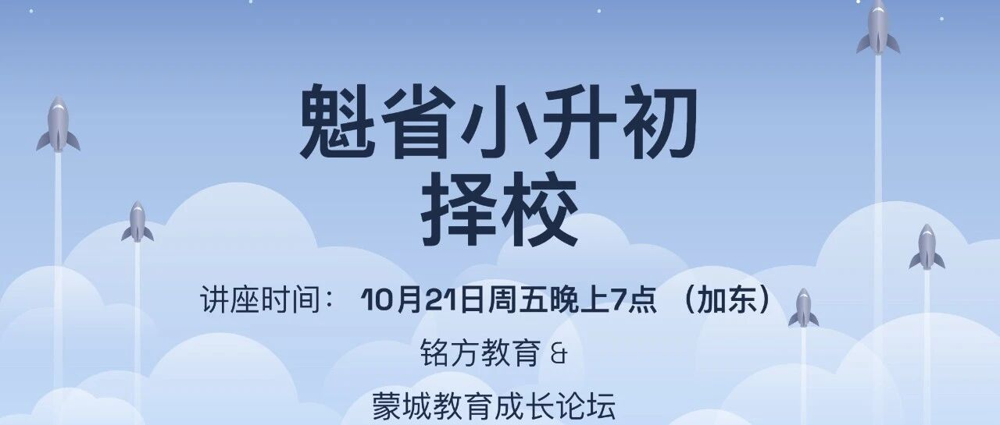 魁省小升初
择校
讲座时间： 10月21日周五晚上7点 （加东）
铭方教育 &
蒙城教育成长论坛